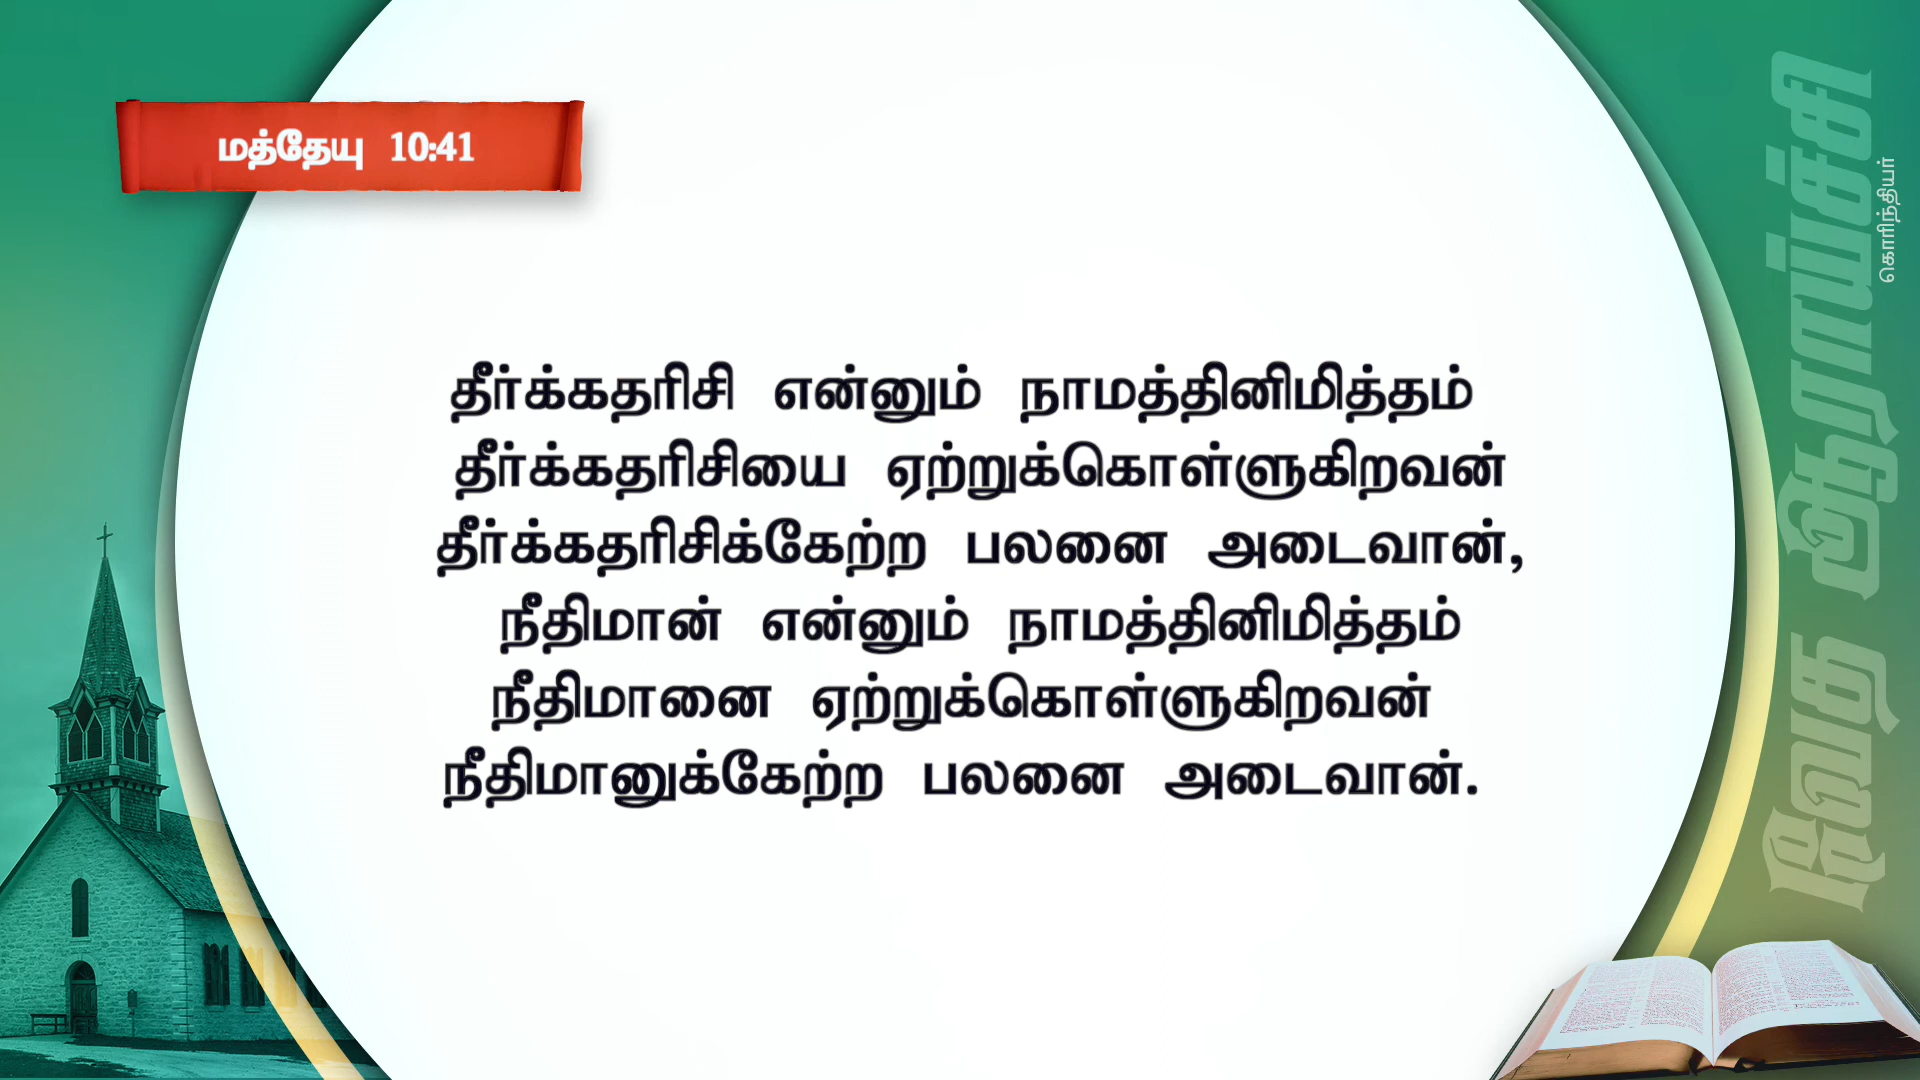 மத்தேயு 10:41
தீர்க்கதரிசி என்னும் நாமத்தினிமித்தம்
தீர்க்கதரிசியை ஏற்றுக்கொள்ளுகிறவன்
தீர்க்கதரிசிக்கேற்ற பலனை அடைவான்,
நீதிமான் என்னும் நாமத்தினிமித்தம்
நீதிமானை ஏற்றுக்கொள்ளுகிறவன்
நீதிமானுக்கேற்ற பலனை அடைவான்.
வேத ஆராய்ச்சி
கொரிந்தியர்